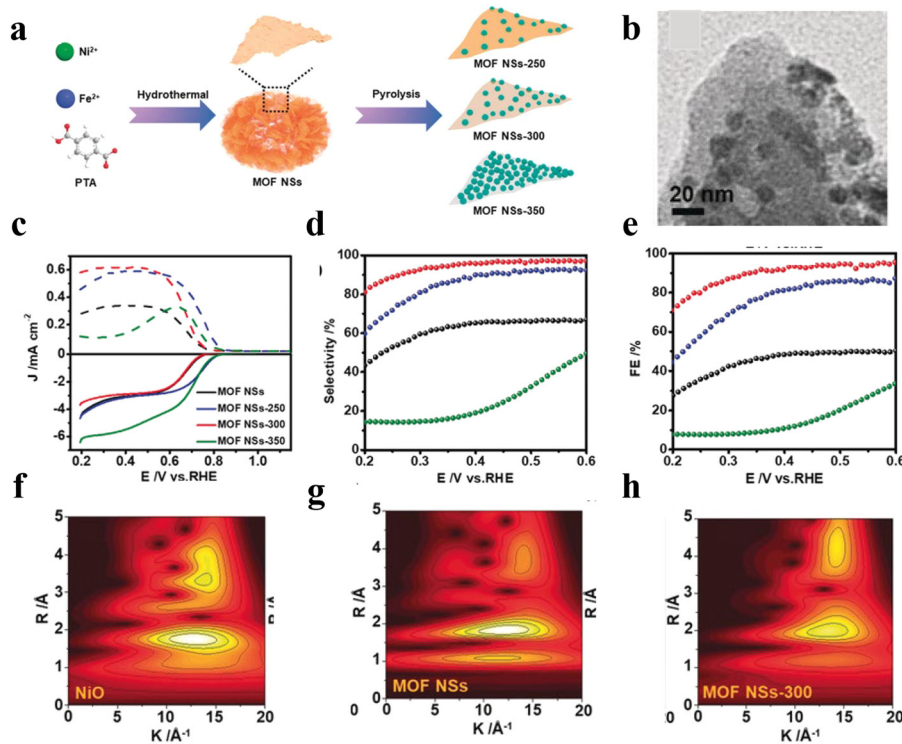 a
Ni²⁺
Fe²⁺
PTA
Hydrothermal
MOF NSs
Pyrolysis
MOF NSs-250
MOF NSs-300
MOF NSs-350
b
20 nm
c
J /mA cm⁻²
0.6
0.4
0.2
0.0
-2
-4
-6
MOF NSs
MOF NSs-250
MOF NSs-300
MOF NSs-350
0.2 0.4 0.6 0.8 1.0
E /V vs.RHE
d
Selectivity /%
100
80
60
40
20
0
0.2 0.3 0.4 0.5 0.6
E /V vs.RHE
e
FE /%
100
80
60
40
20
0
0.2 0.3 0.4 0.5 0.6
E /V vs.RHE
f
R /Å
5
4
3
2
1
0
NiO
0 5 10 15 20
K /Å⁻¹
g
R /Å
5
4
3
2
1
0
MOF NSs
0 5 10 15 20
K /Å⁻¹
h
R /Å
5
4
3
2
1
0
MOF NSs-300
0 5 10 15 20
K /Å⁻¹